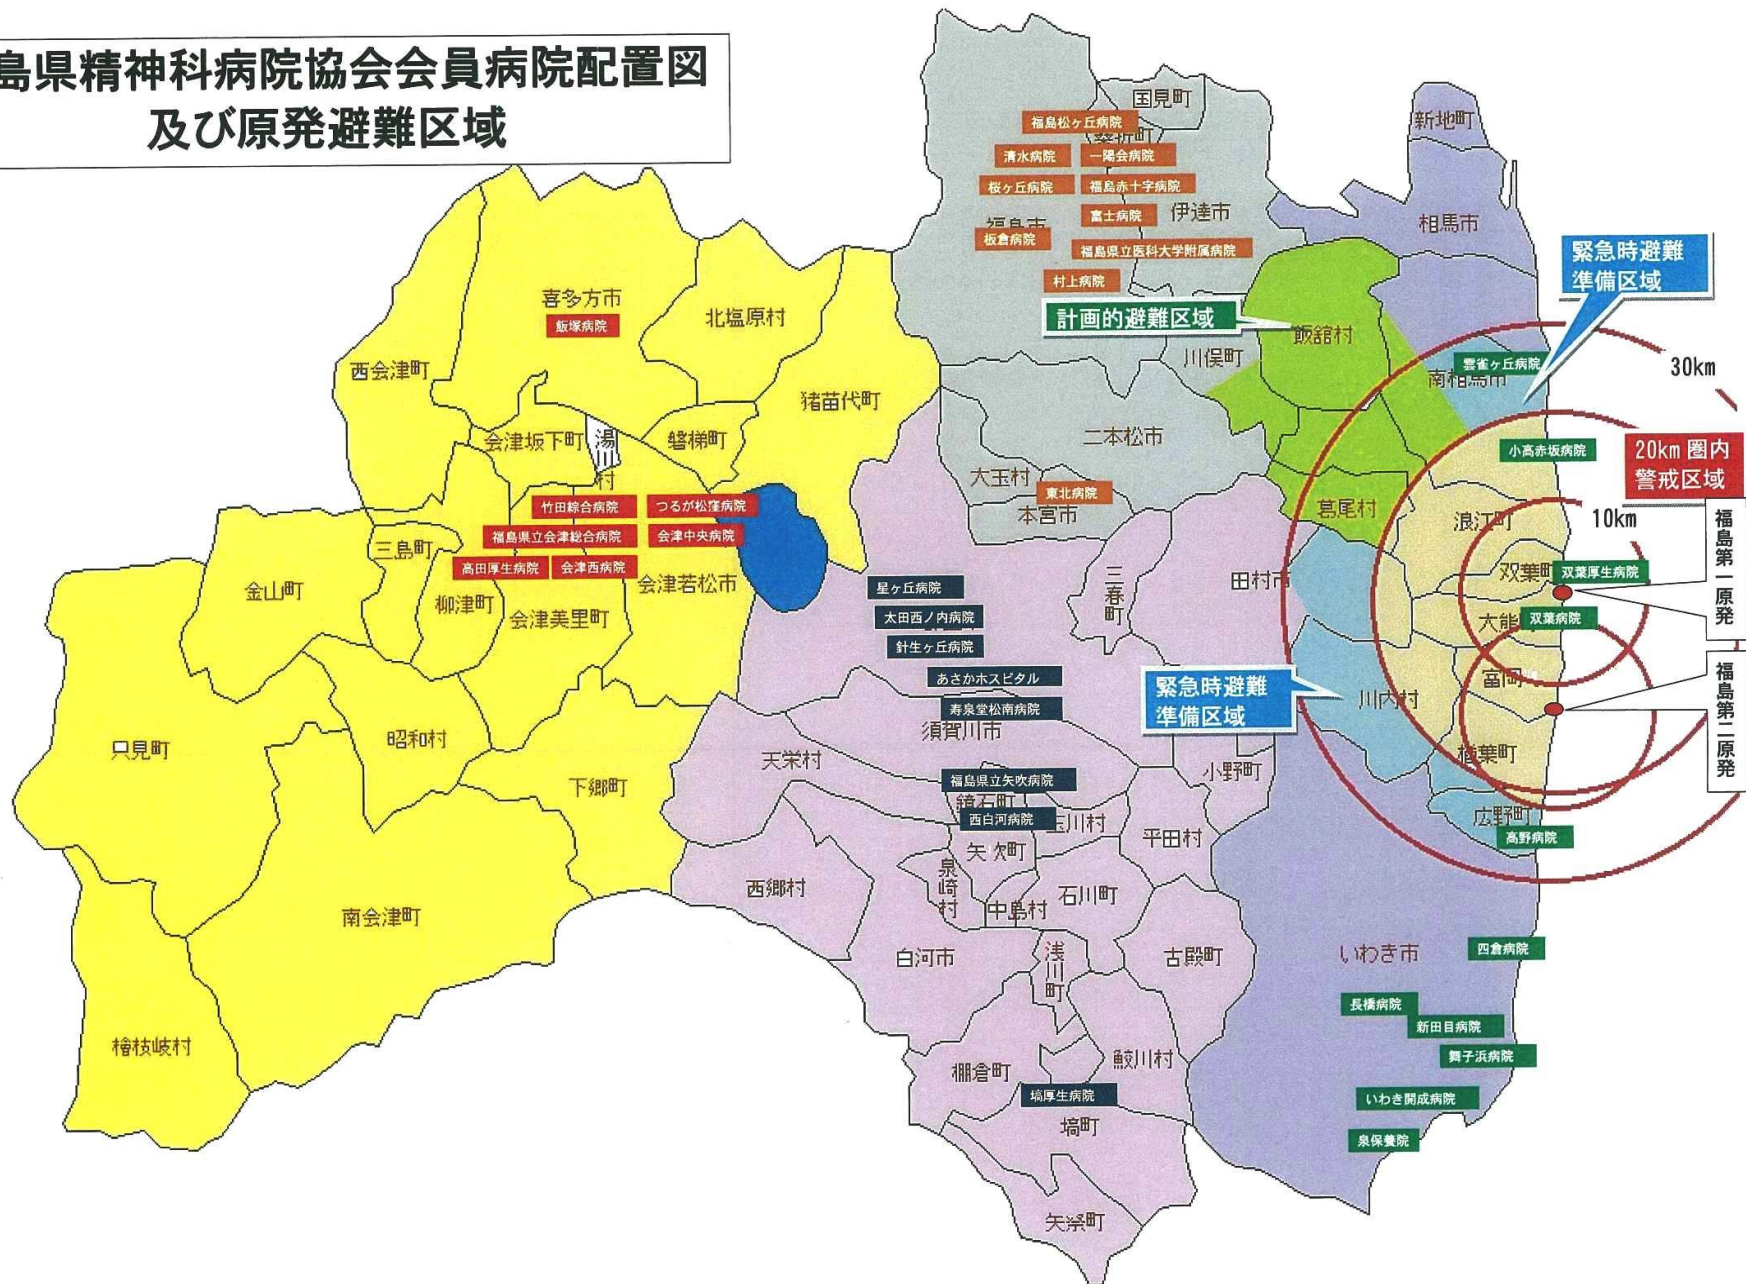 島県精神科病院協会会員病院配置図
及び原発避難区域
国見町
新地町
福島松ヶ丘病院
清水病院
一陽会病院
桜ヶ丘病院
福島赤十字病院
富士病院
伊達市
相馬市
板倉病院
福島県立医科大学附属病院
村上病院
緊急時避難
準備区域
計画的避難区域
喜多方市
飯塚病院
北塩原村
飯舘村
川俣町
西会津町
雲雀ヶ丘病院
南相馬市
30km
猪苗代町
会津坂下町
湯川
村
磐梯町
二本松市
小高赤坂病院
20km圏内
警戒区域
大玉村
東北病院
本宮市
葛尾村
浪江町
10km
福島第一原発
竹田綜合病院
つるが松窪病院
福島県立会津総合病院
会津中央病院
三島町
高田厚生病院
会津西病院
会津若松市
金山町
柳津町
会津美里町
星ヶ丘病院
太田西ノ内病院
針生ヶ丘病院
三春町
田村市
双葉町
双葉厚生病院
双葉病院
あさかホスピタル
寿泉堂松南病院
須賀川市
緊急時避難
準備区域
川内村
富岡町
福島第二原発
楢葉町
只見町
昭和村
下郷町
天栄村
小野町
福島県立矢吹病院
鏡石町
西白河病院
玉川村
平田村
広野町
高野病院
矢吹町
泉崎村
西郷村
中島村
石川町
南会津町
白河市
浅川町
古殿町
いわき市
四倉病院
長橋病院
新田目病院
舞子浜病院
檜枝岐村
棚倉町
鮫川村
塙厚生病院
いわき開成病院
塙町
泉保養院
矢祭町